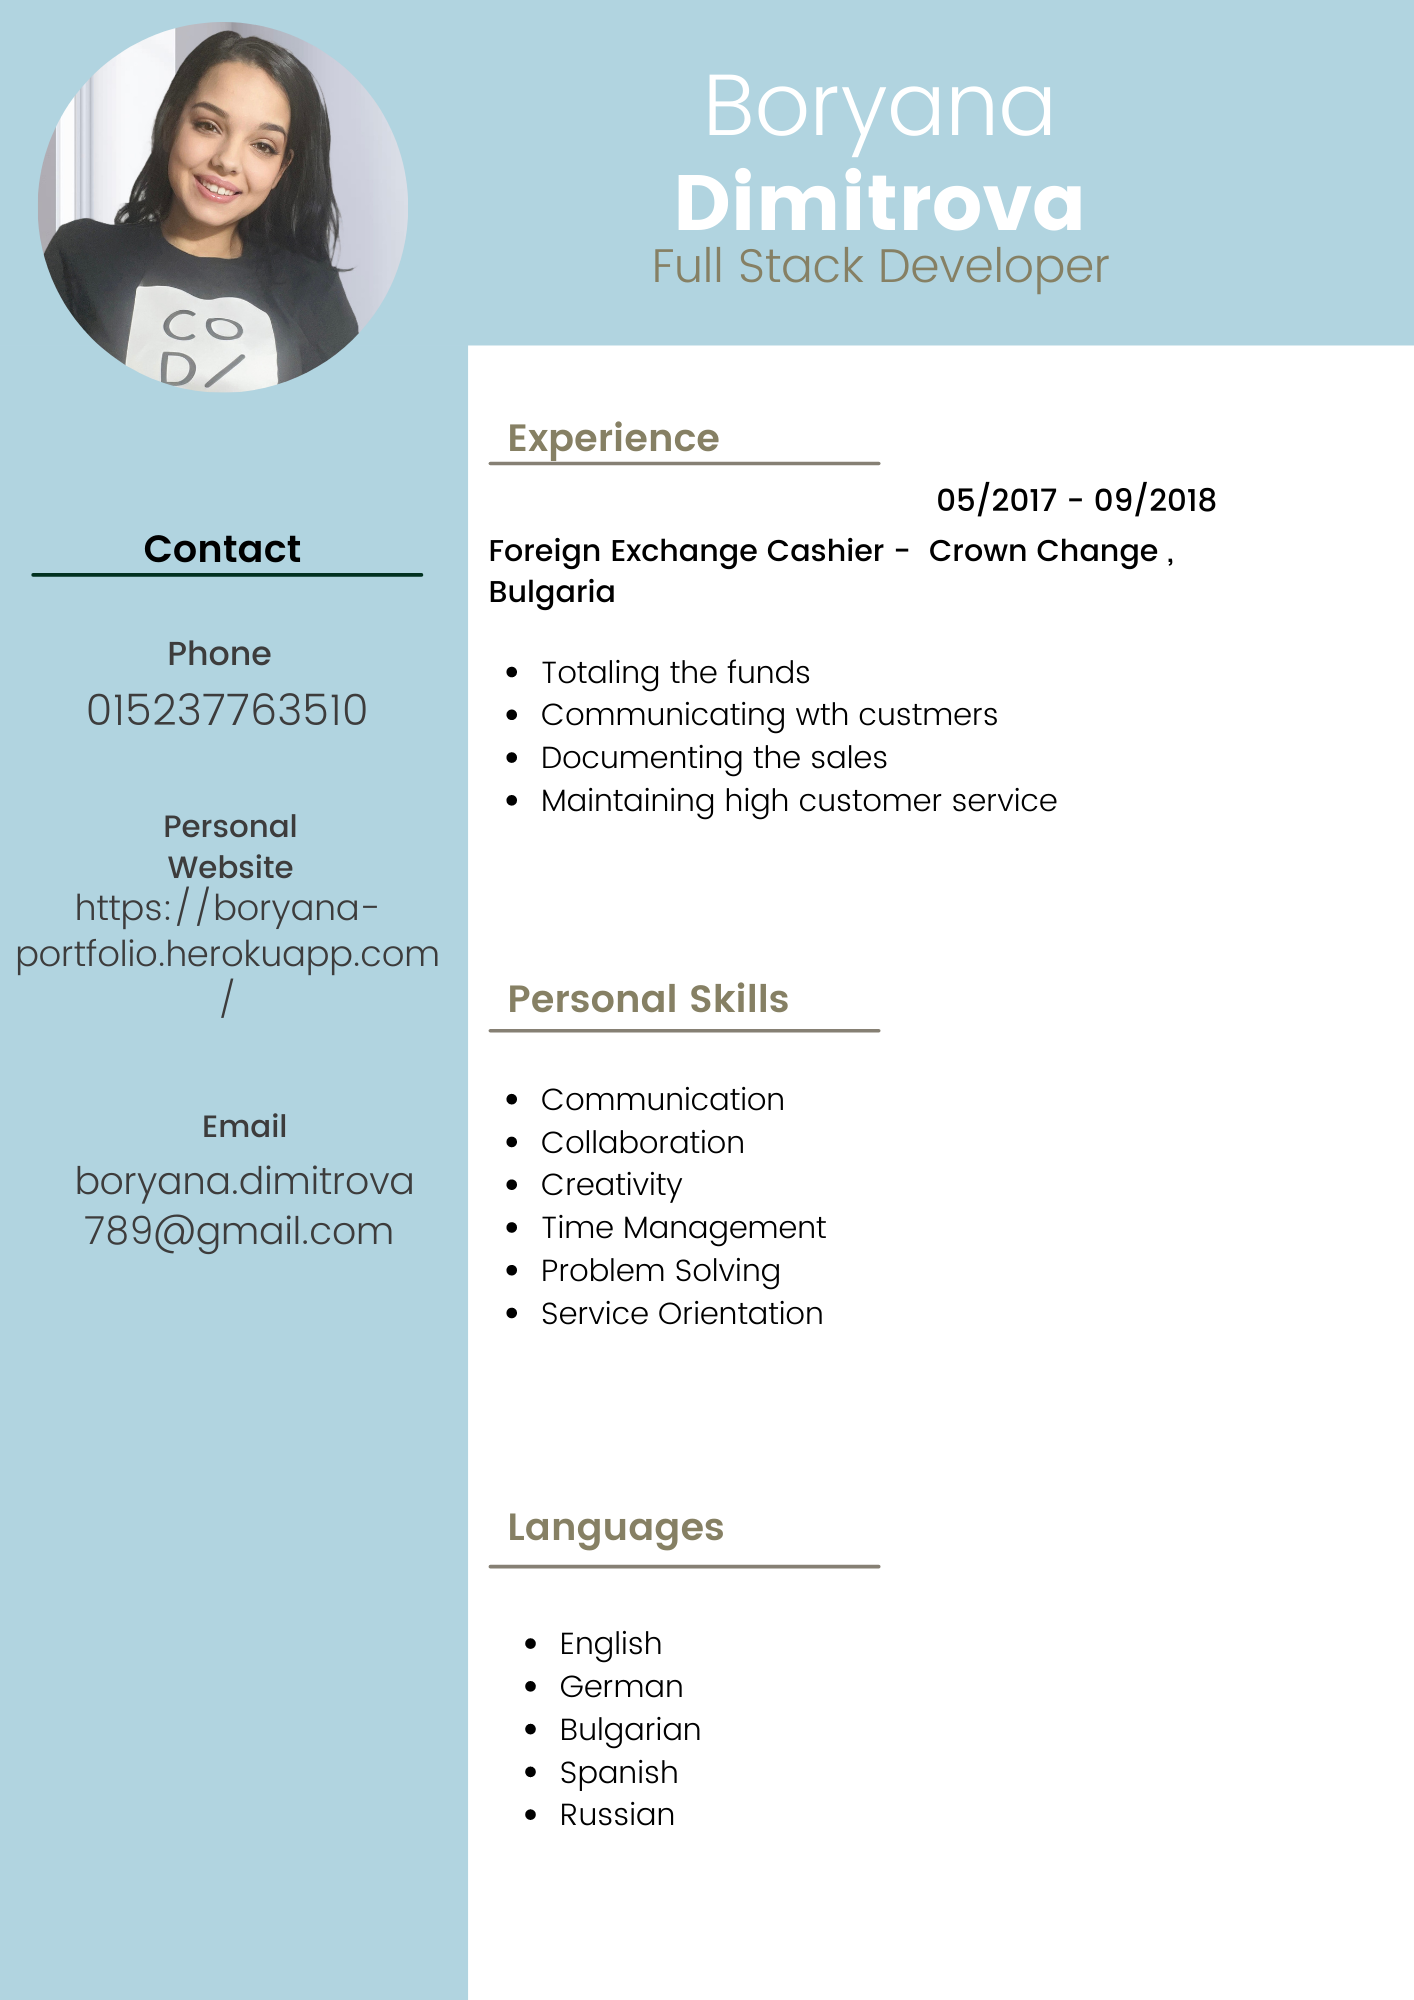 Boryana
Dimitrova
Full Stack Developer
CO
D/
Contact
Phone
015237763510
Personal
Website
https://boryana-
portfolio.herokuapp.com
/
Email
boryana.dimitrova
789@gmail.com
Experience
05/2017 - 09/2018
Foreign Exchange Cashier -  Crown Change ,
Bulgaria
• Totaling the funds
• Communicating wth custmers
• Documenting the sales
• Maintaining high customer service
Personal Skills
• Communication
• Collaboration
• Creativity
• Time Management
• Problem Solving
• Service Orientation
Languages
• English
• German
• Bulgarian
• Spanish
• Russian